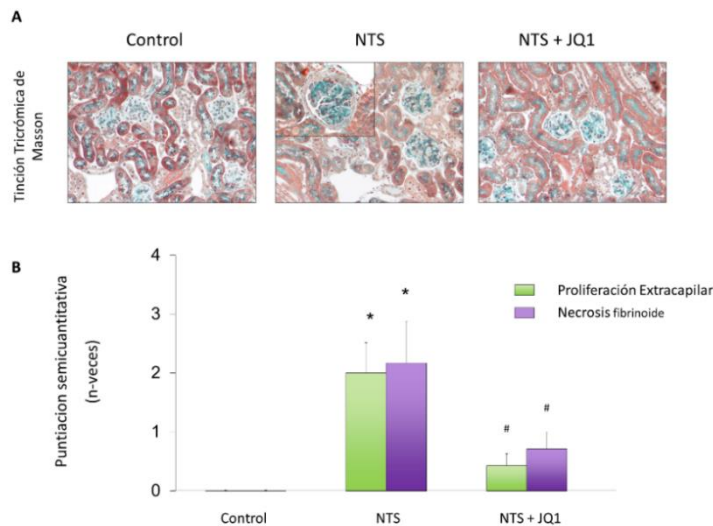 A
Control
NTS
NTS + JQ1
Tinción Tricrómica de
Masson
B
Puntiacion semicuantitativa
(n-veces)
4
3
2
1
0
*
*
#
#
Proliferación Extracapilar
Necrosis fibrinoide
Control
NTS
NTS + JQ1